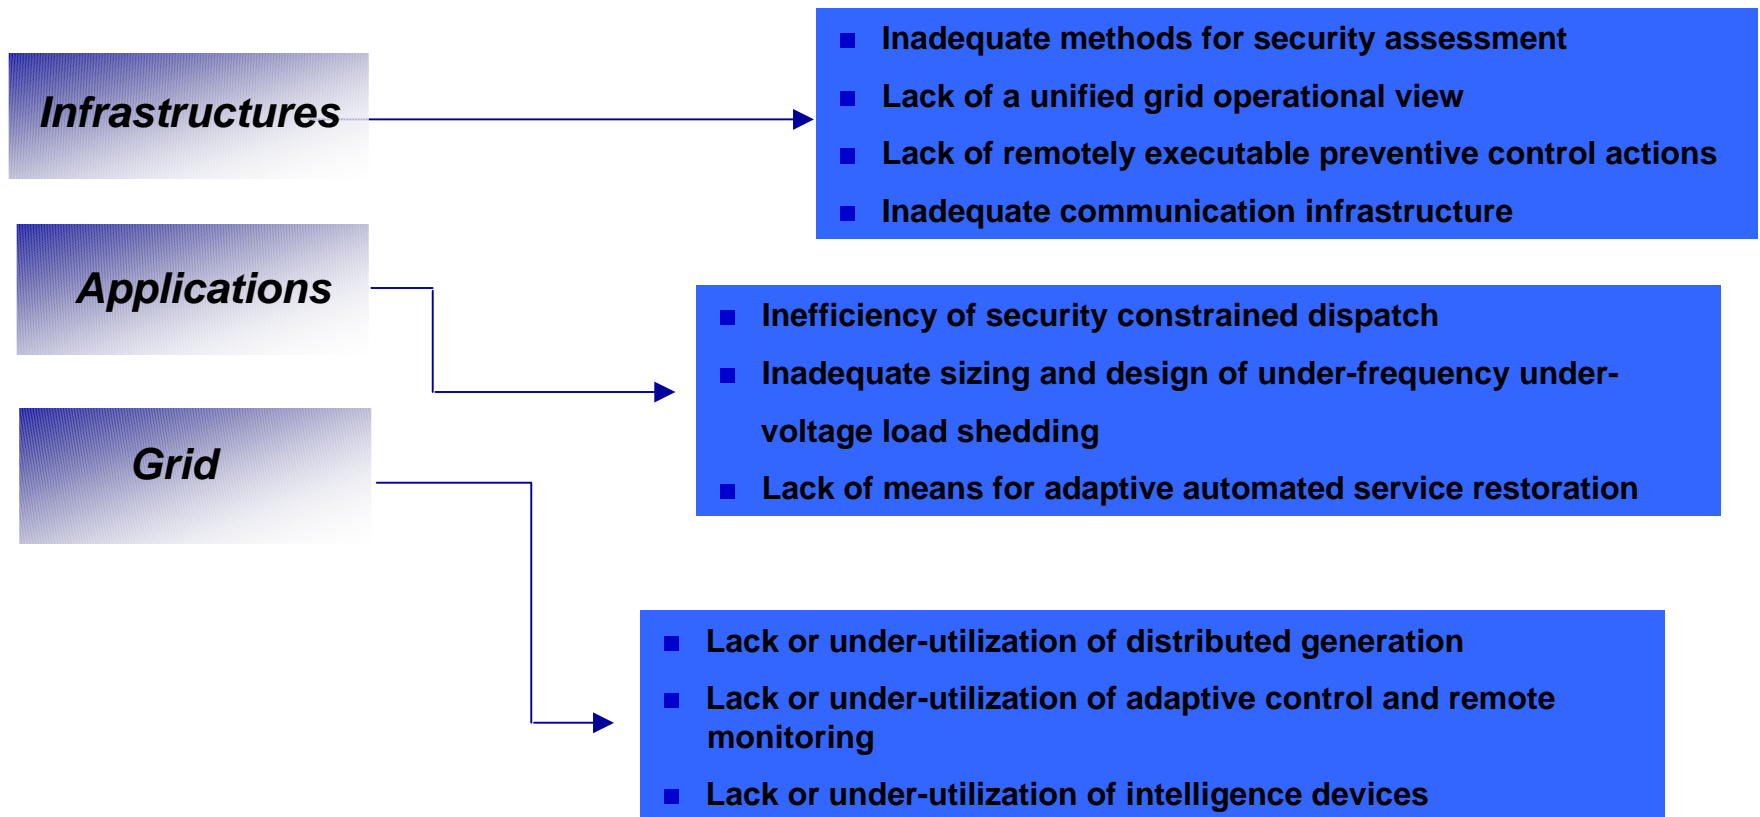 Infrastructures
■ Inadequate methods for security assessment
■ Lack of a unified grid operational view
■ Lack of remotely executable preventive control actions
■ Inadequate communication infrastructure
Applications
■ Inefficiency of security constrained dispatch
■ Inadequate sizing and design of under-frequency under-
voltage load shedding
■ Lack of means for adaptive automated service restoration
Grid
■ Lack or under-utilization of distributed generation
■ Lack or under-utilization of adaptive control and remote
monitoring
■ Lack or under-utilization of intelligence devices